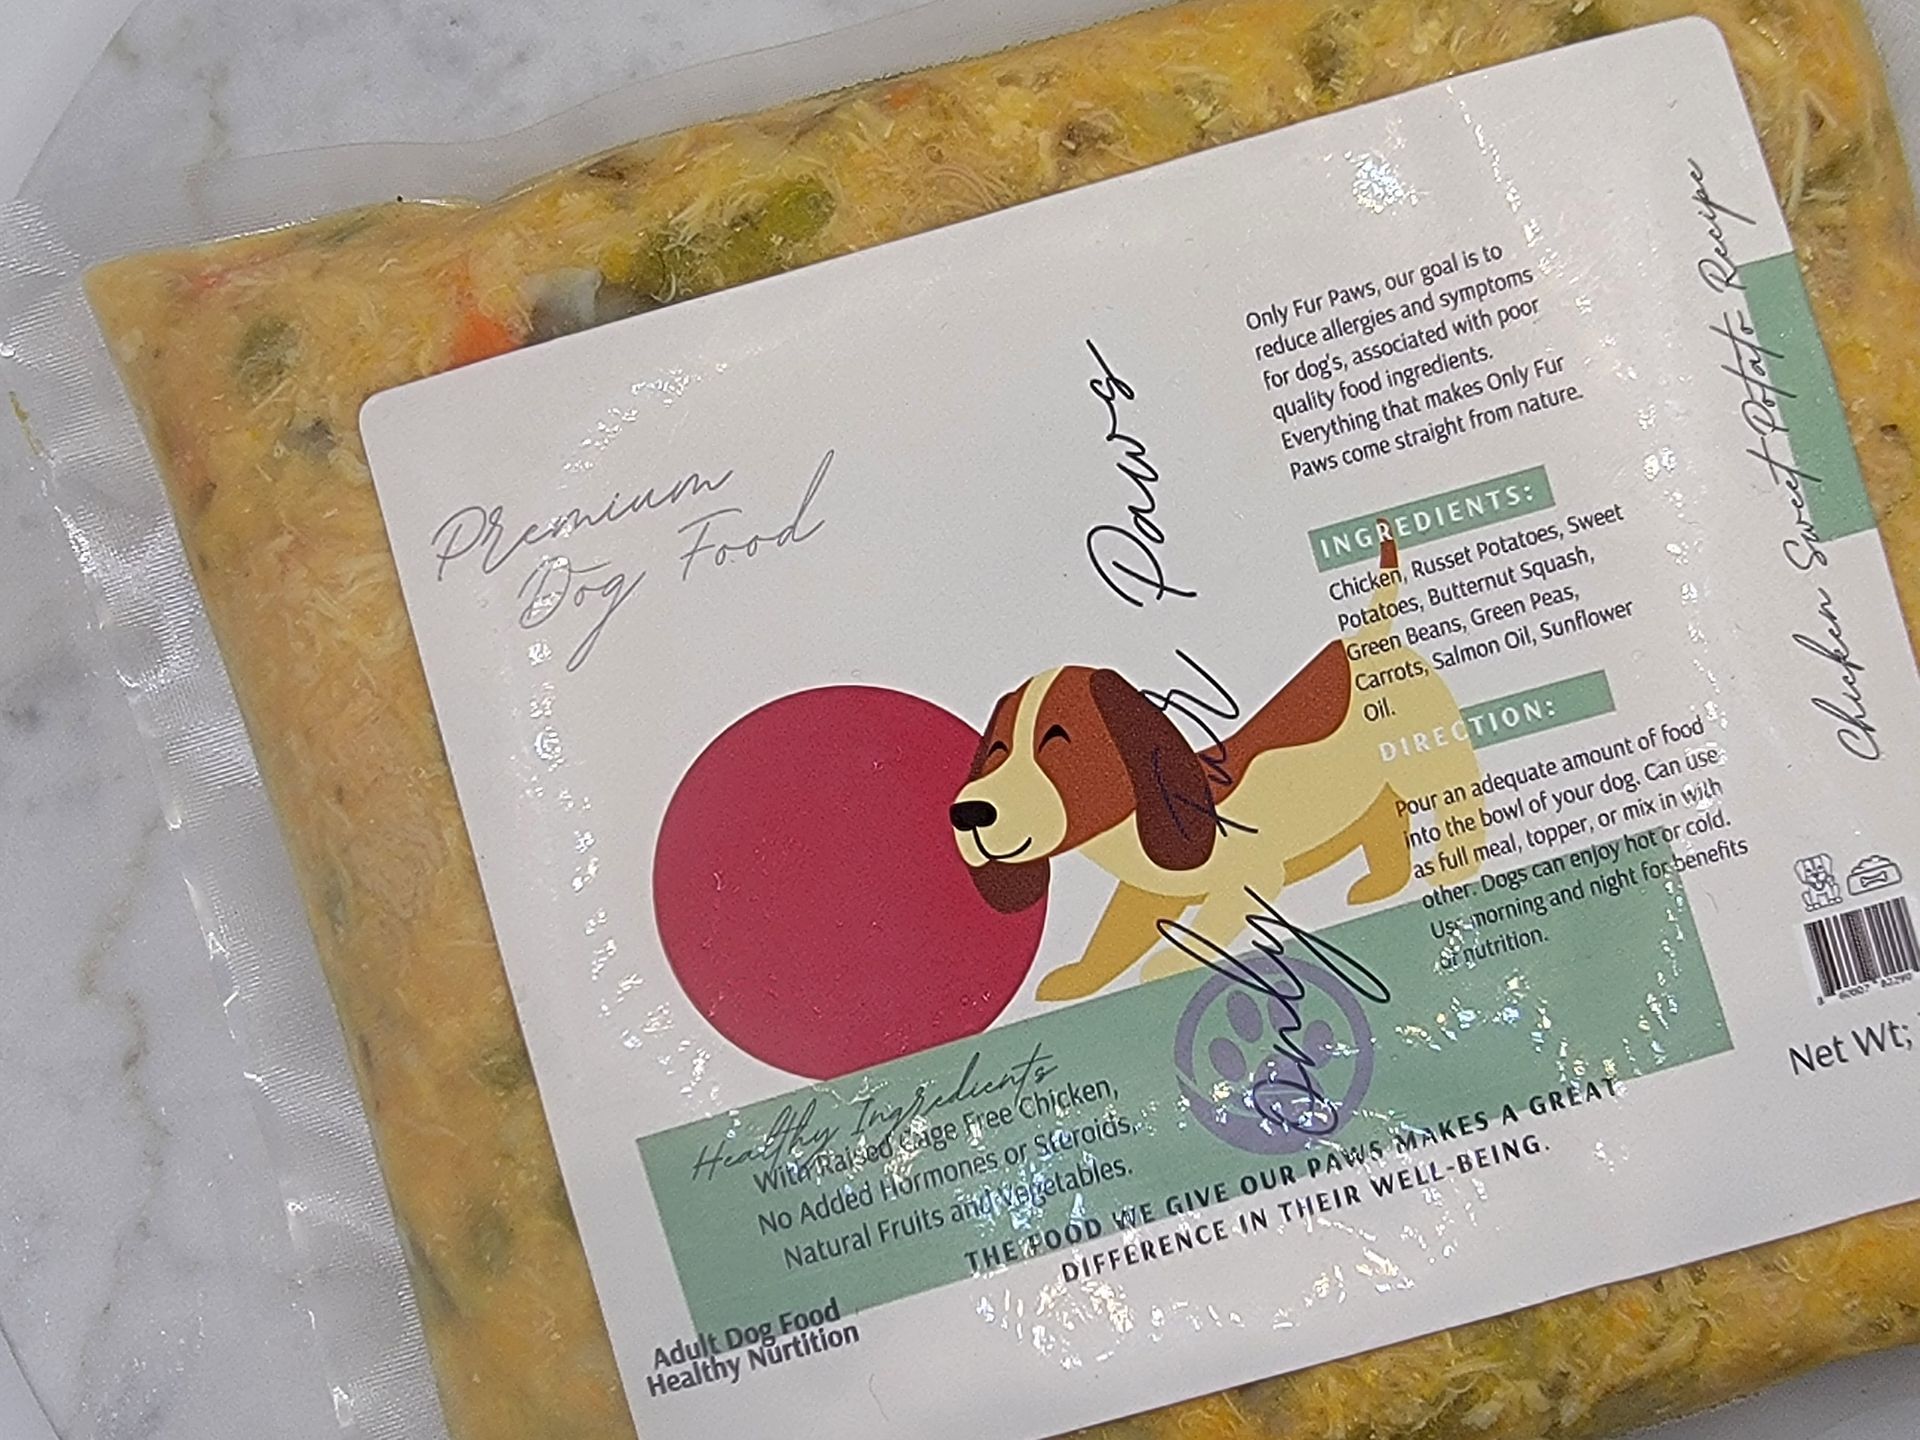 Premium
Dog Food
Only Fur Paws
Only Fur Paws, our goal is to
reduce allergies and symptoms
for dog's, associated with poor
quality food ingredients.
Everything that makes Only Fur
Paws come straight from nature.
INGREDIENTS:
Chicken, Russet Potatoes, Sweet
Potatoes, Butternut Squash,
Green Beans, Green Peas,
Carrots, Salmon Oil, Sunflower
Oil.
DIRECTION:
Pour an adequate amount of food
into the bowl of your dog. Can use
as full meal, topper, or mix in with
other. Dogs can enjoy hot or cold.
Use morning and night for benefits
of nutrition.
Chicken Sweet Potato Recipe
Net Wt;
Healthy Ingredients
With Raised Cage Free Chicken,
No Added Hormones or Steroids,
Natural Fruits and Vegetables.
THE FOOD WE GIVE OUR PAWS MAKES A GREAT
DIFFERENCE IN THEIR WELL-BEING.
Adult Dog Food
Healthy Nurtition